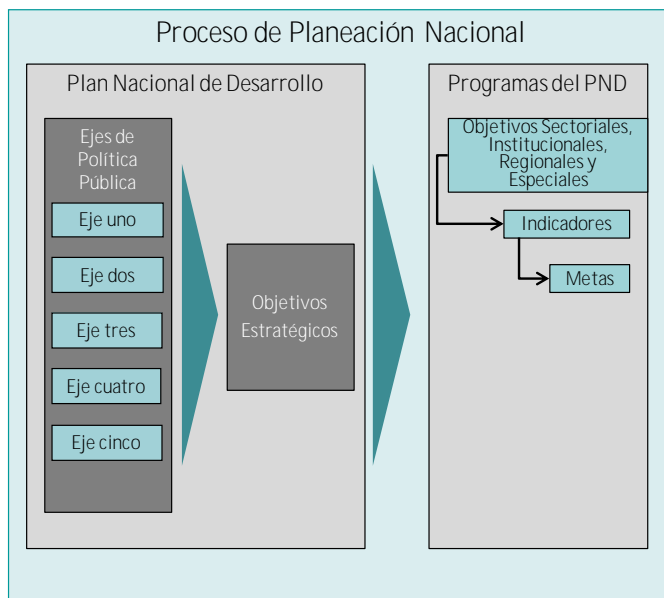 Proceso de Planeación Nacional
Plan Nacional de Desarrollo
Ejes de
Política
Pública
Eje uno
Eje dos
Eje tres
Eje cuatro
Eje cinco
Objetivos
Estratégicos
Programas del PND
Objetivos Sectoriales,
Institucionales,
Regionales y
Especiales
Indicadores
Metas